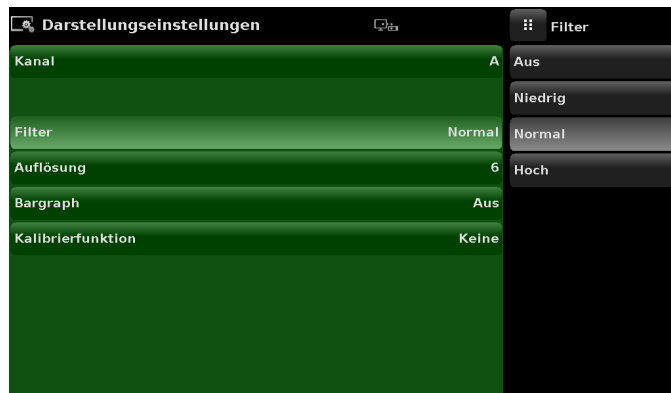 Darstellungseinstellungen
Kanal A
Filter Normal
Auflösung 6
Bargraph Aus
Kalibrierfunktion Keine
Filter
Aus
Niedrig
Normal
Hoch